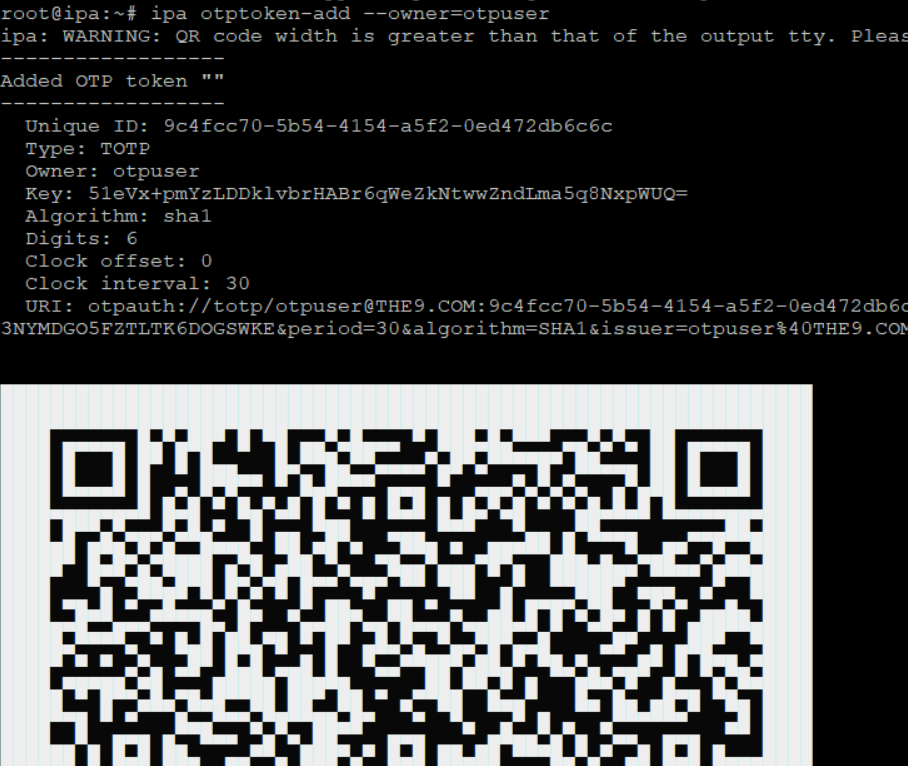 root@ipa:~# ipa otptoken-add --owner=otpuser
ipa: WARNING: QR code width is greater than that of the output tty. Pleas
------------------
Added OTP token ""
------------------
Unique ID: 9c4fcc70-5b54-4154-a5f2-0ed472db6c6c
Type: TOTP
Owner: otpuser
Key: 51eVx+pmYzLDDklvbrHABr6qWeZkNtwwZndLma5q8NxpWUQ=
Algorithm: sha1
Digits: 6
Clock offset: 0
Clock interval: 30
URI: otpauth://totp/otpuser@THE9.COM:9c4fcc70-5b54-4154-a5f2-0ed472db6c
3NYMDGO5FZTLTK6DOGSWKE&period=30&algorithm=SHA1&issuer=otpuser%40THE9.COM